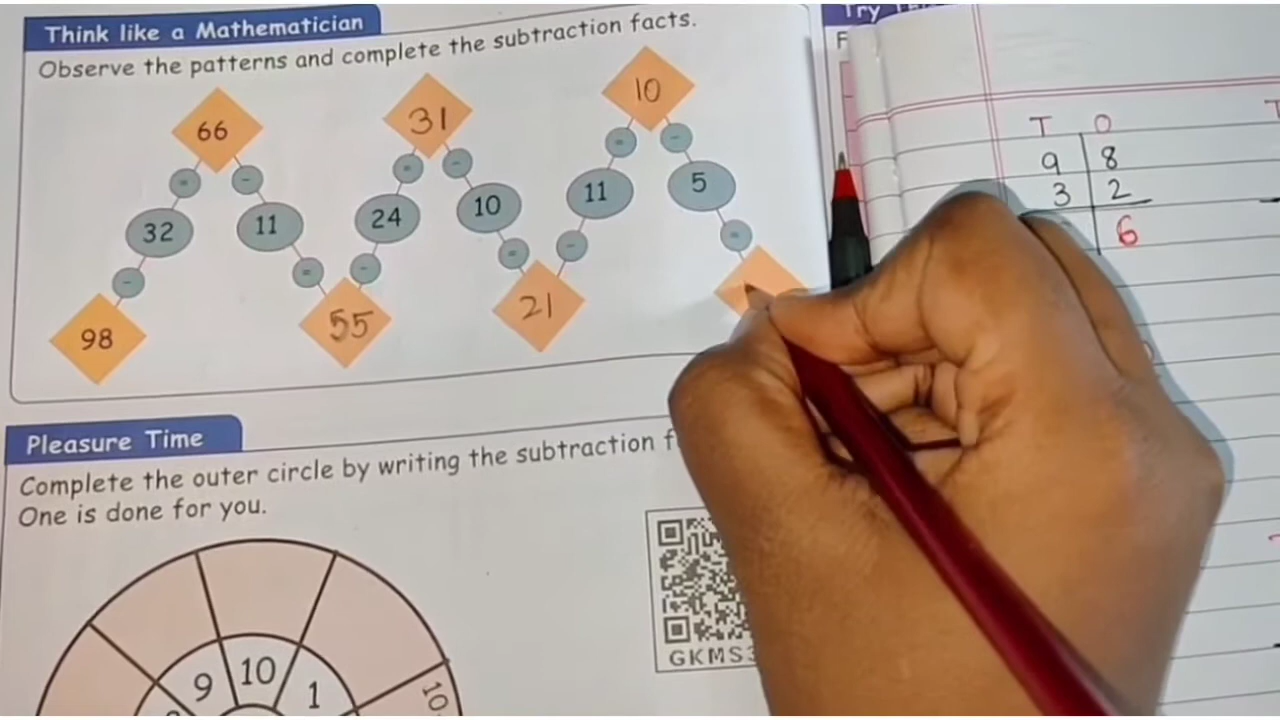 Think like a Mathematician
Try
Observe the patterns and complete the subtraction facts.
F
66 31 10
= - = - = -
32 11 24 10 11 5
- = - = - =
98 55 21
T O
9 8
3 2
6
Pleasure Time
Complete the outer circle by writing the subtraction f
One is done for you.
9 10 1
10
GKMS3